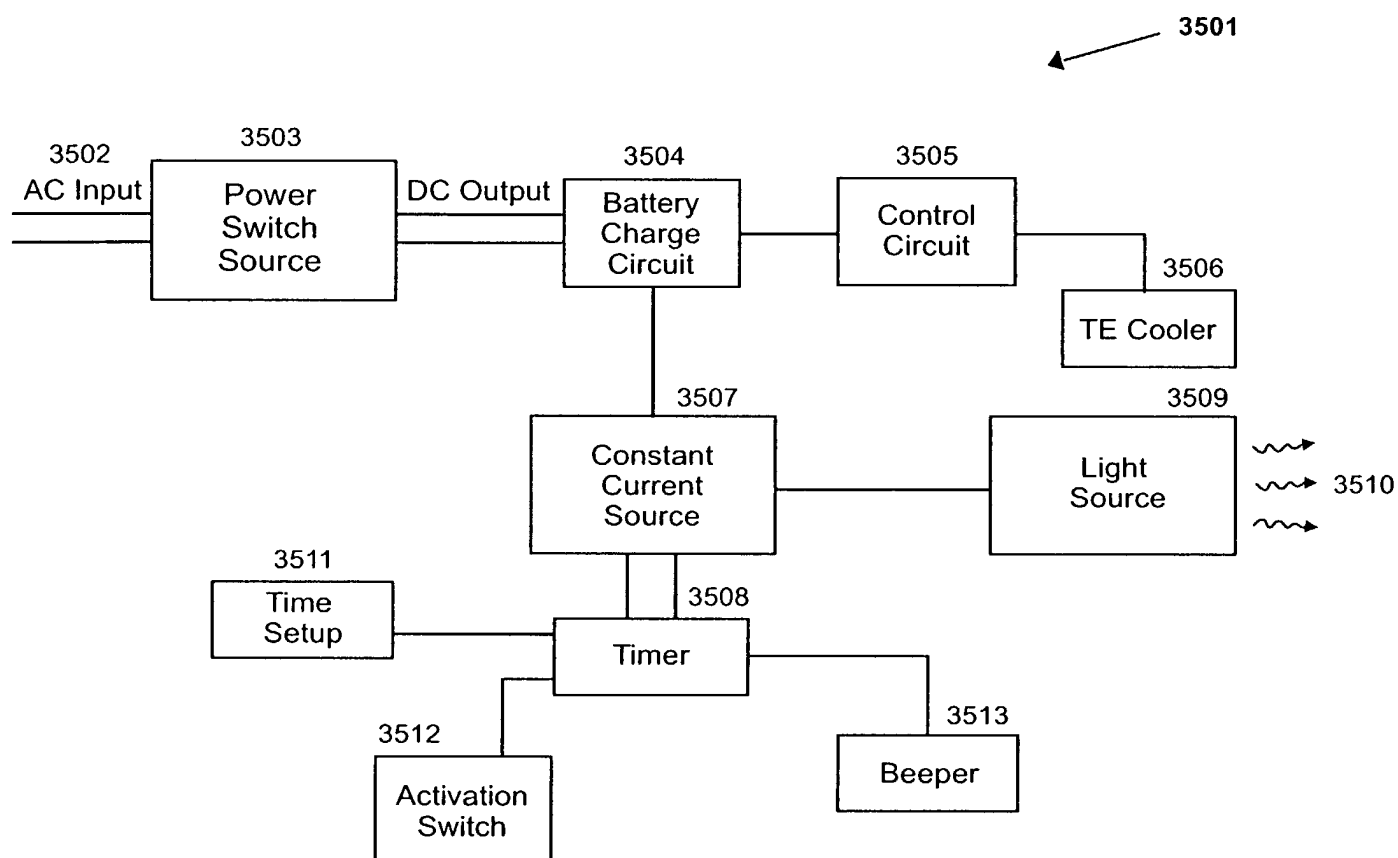 3501
3502
AC Input
3503
Power
Switch
Source
DC Output
3504
Battery
Charge
Circuit
3505
Control
Circuit
3506
TE Cooler
3507
Constant
Current
Source
3509
Light
Source
3510
3511
Time
Setup
3508
Timer
3512
Activation
Switch
3513
Beeper